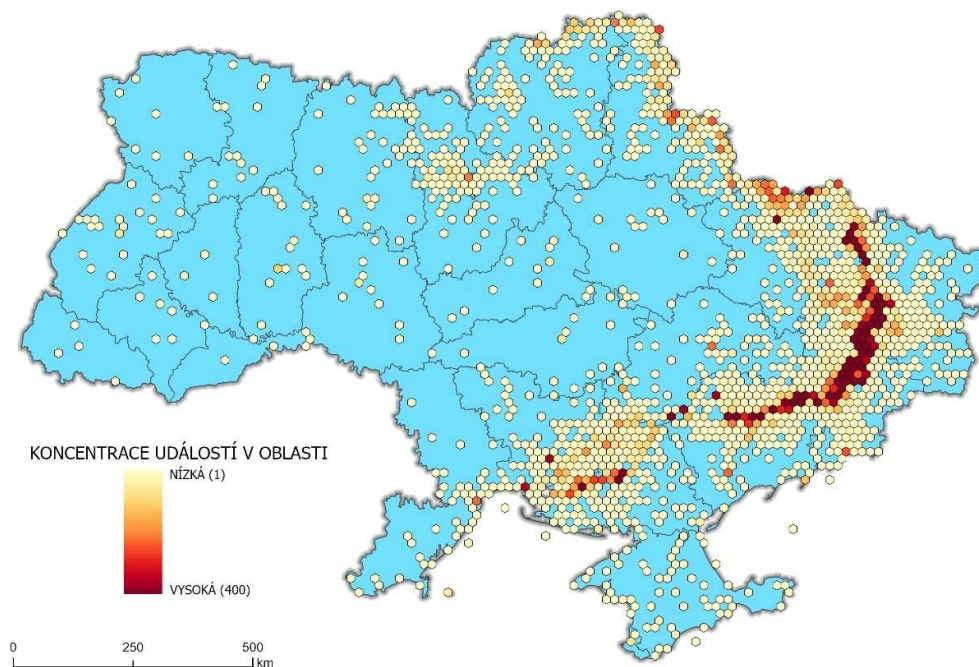 KONCENTRACE UDÁLOSTÍ V OBLASTI
NÍZKÁ (1)
VYSOKÁ (400)
0 250 500
km